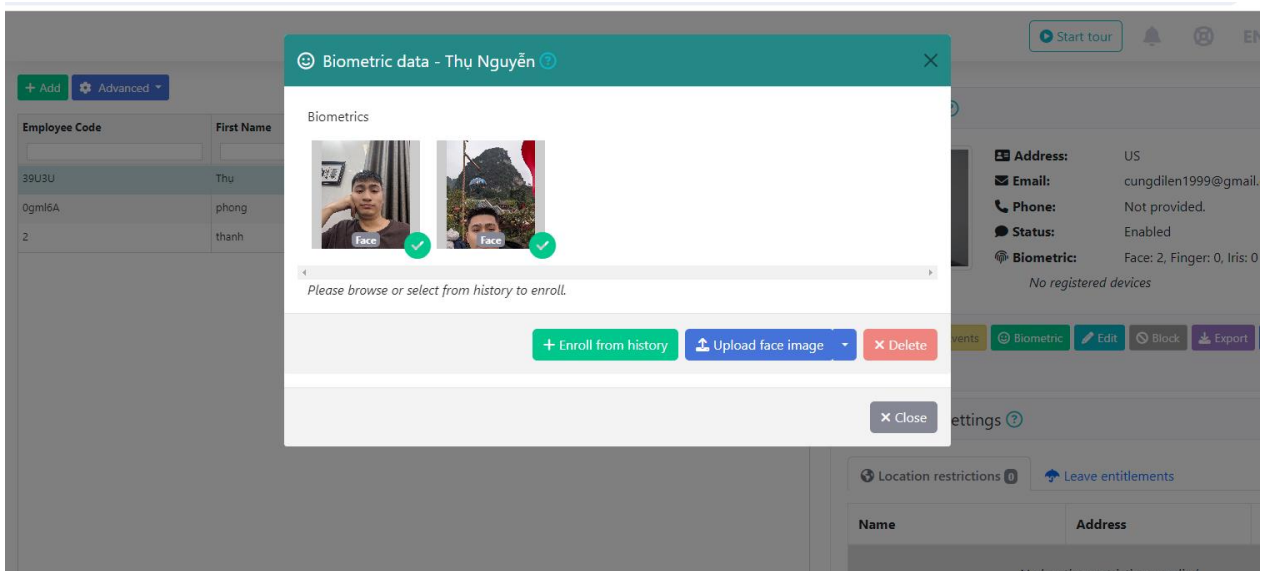 Start tour
EN
Biometric data - Thụ Nguyễn
+ Add
Advanced
Biometrics
Employee Code First Name
Address: US
39U3U Thụ
Email: cungdilen1999@gmail.
0gml6A phong
Phone: Not provided.
2 thanh
Status: Enabled
Face
Face
Biometric: Face: 2, Finger: 0, Iris: 0
No registered devices
Please browse or select from history to enroll.
+ Enroll from history Upload face image × Delete
vents Biometric Edit Block Export
× Close
ettings
Location restrictions 0 Leave entitlements
Name Address